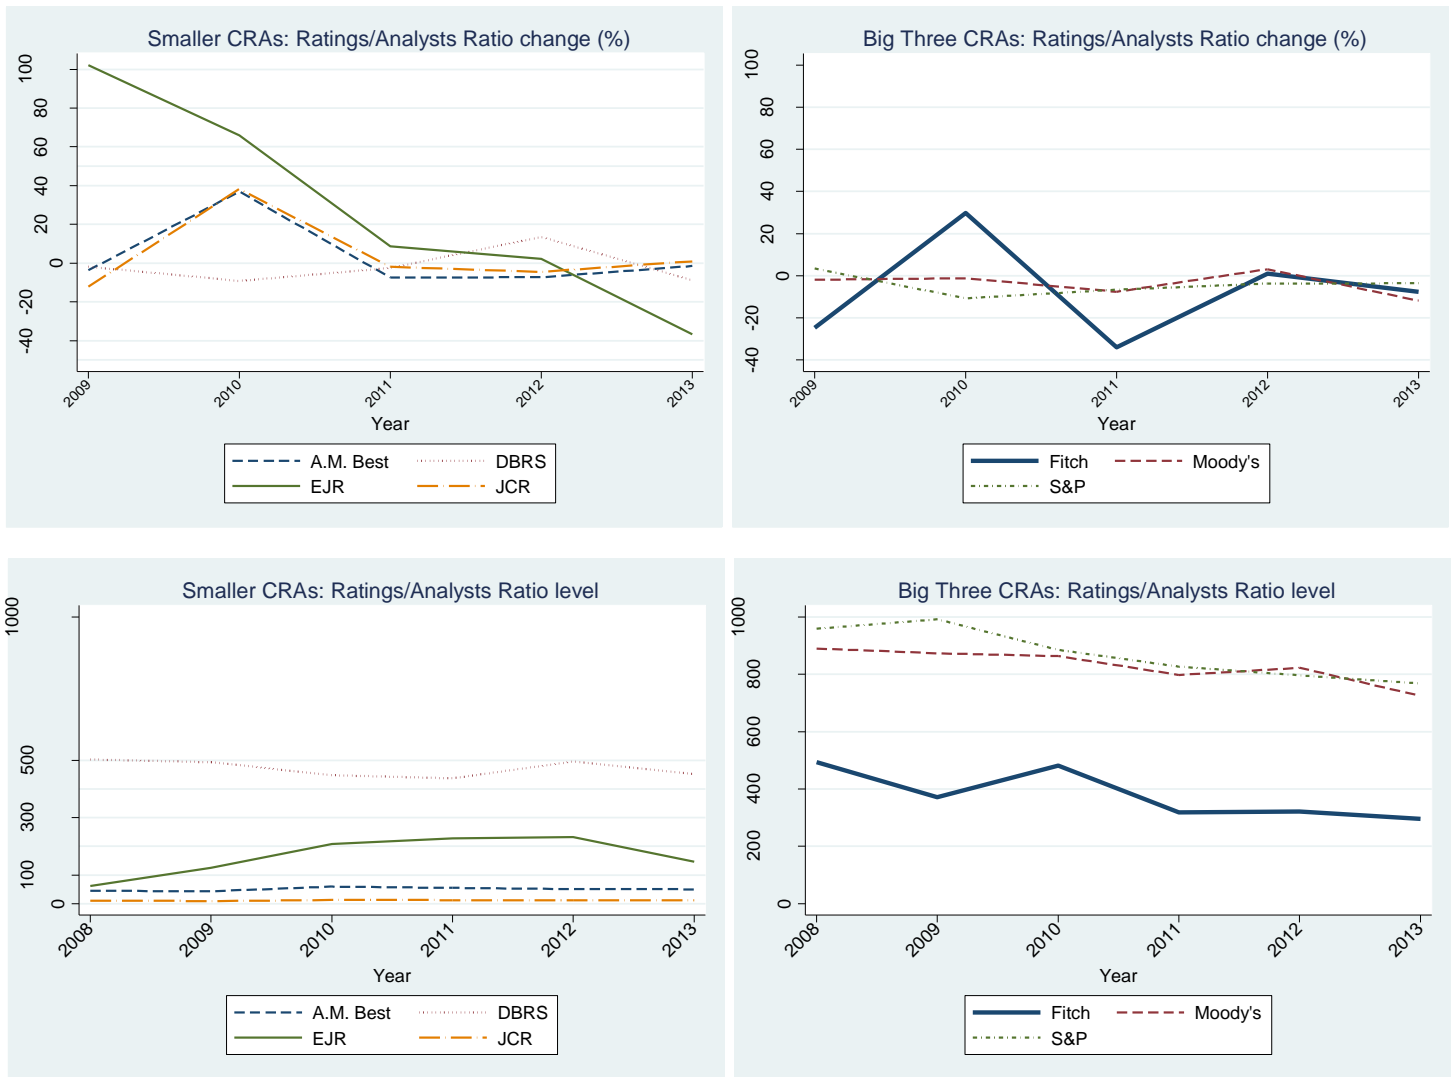 Smaller CRAs: Ratings/Analysts Ratio change (%)
100
80
60
40
20
0
-20
-40
2009
2010
2011
2012
2013
Year
A.M. Best
DBRS
EJR
JCR
Big Three CRAs: Ratings/Analysts Ratio change (%)
100
80
60
40
20
0
-20
-40
2009
2010
2011
2012
2013
Year
Fitch
Moody's
S&P
Smaller CRAs: Ratings/Analysts Ratio level
1000
500
300
100
0
2008
2009
2010
2011
2012
2013
Year
A.M. Best
DBRS
EJR
JCR
Big Three CRAs: Ratings/Analysts Ratio level
1000
800
600
400
200
0
2008
2009
2010
2011
2012
2013
Year
Fitch
Moody's
S&P